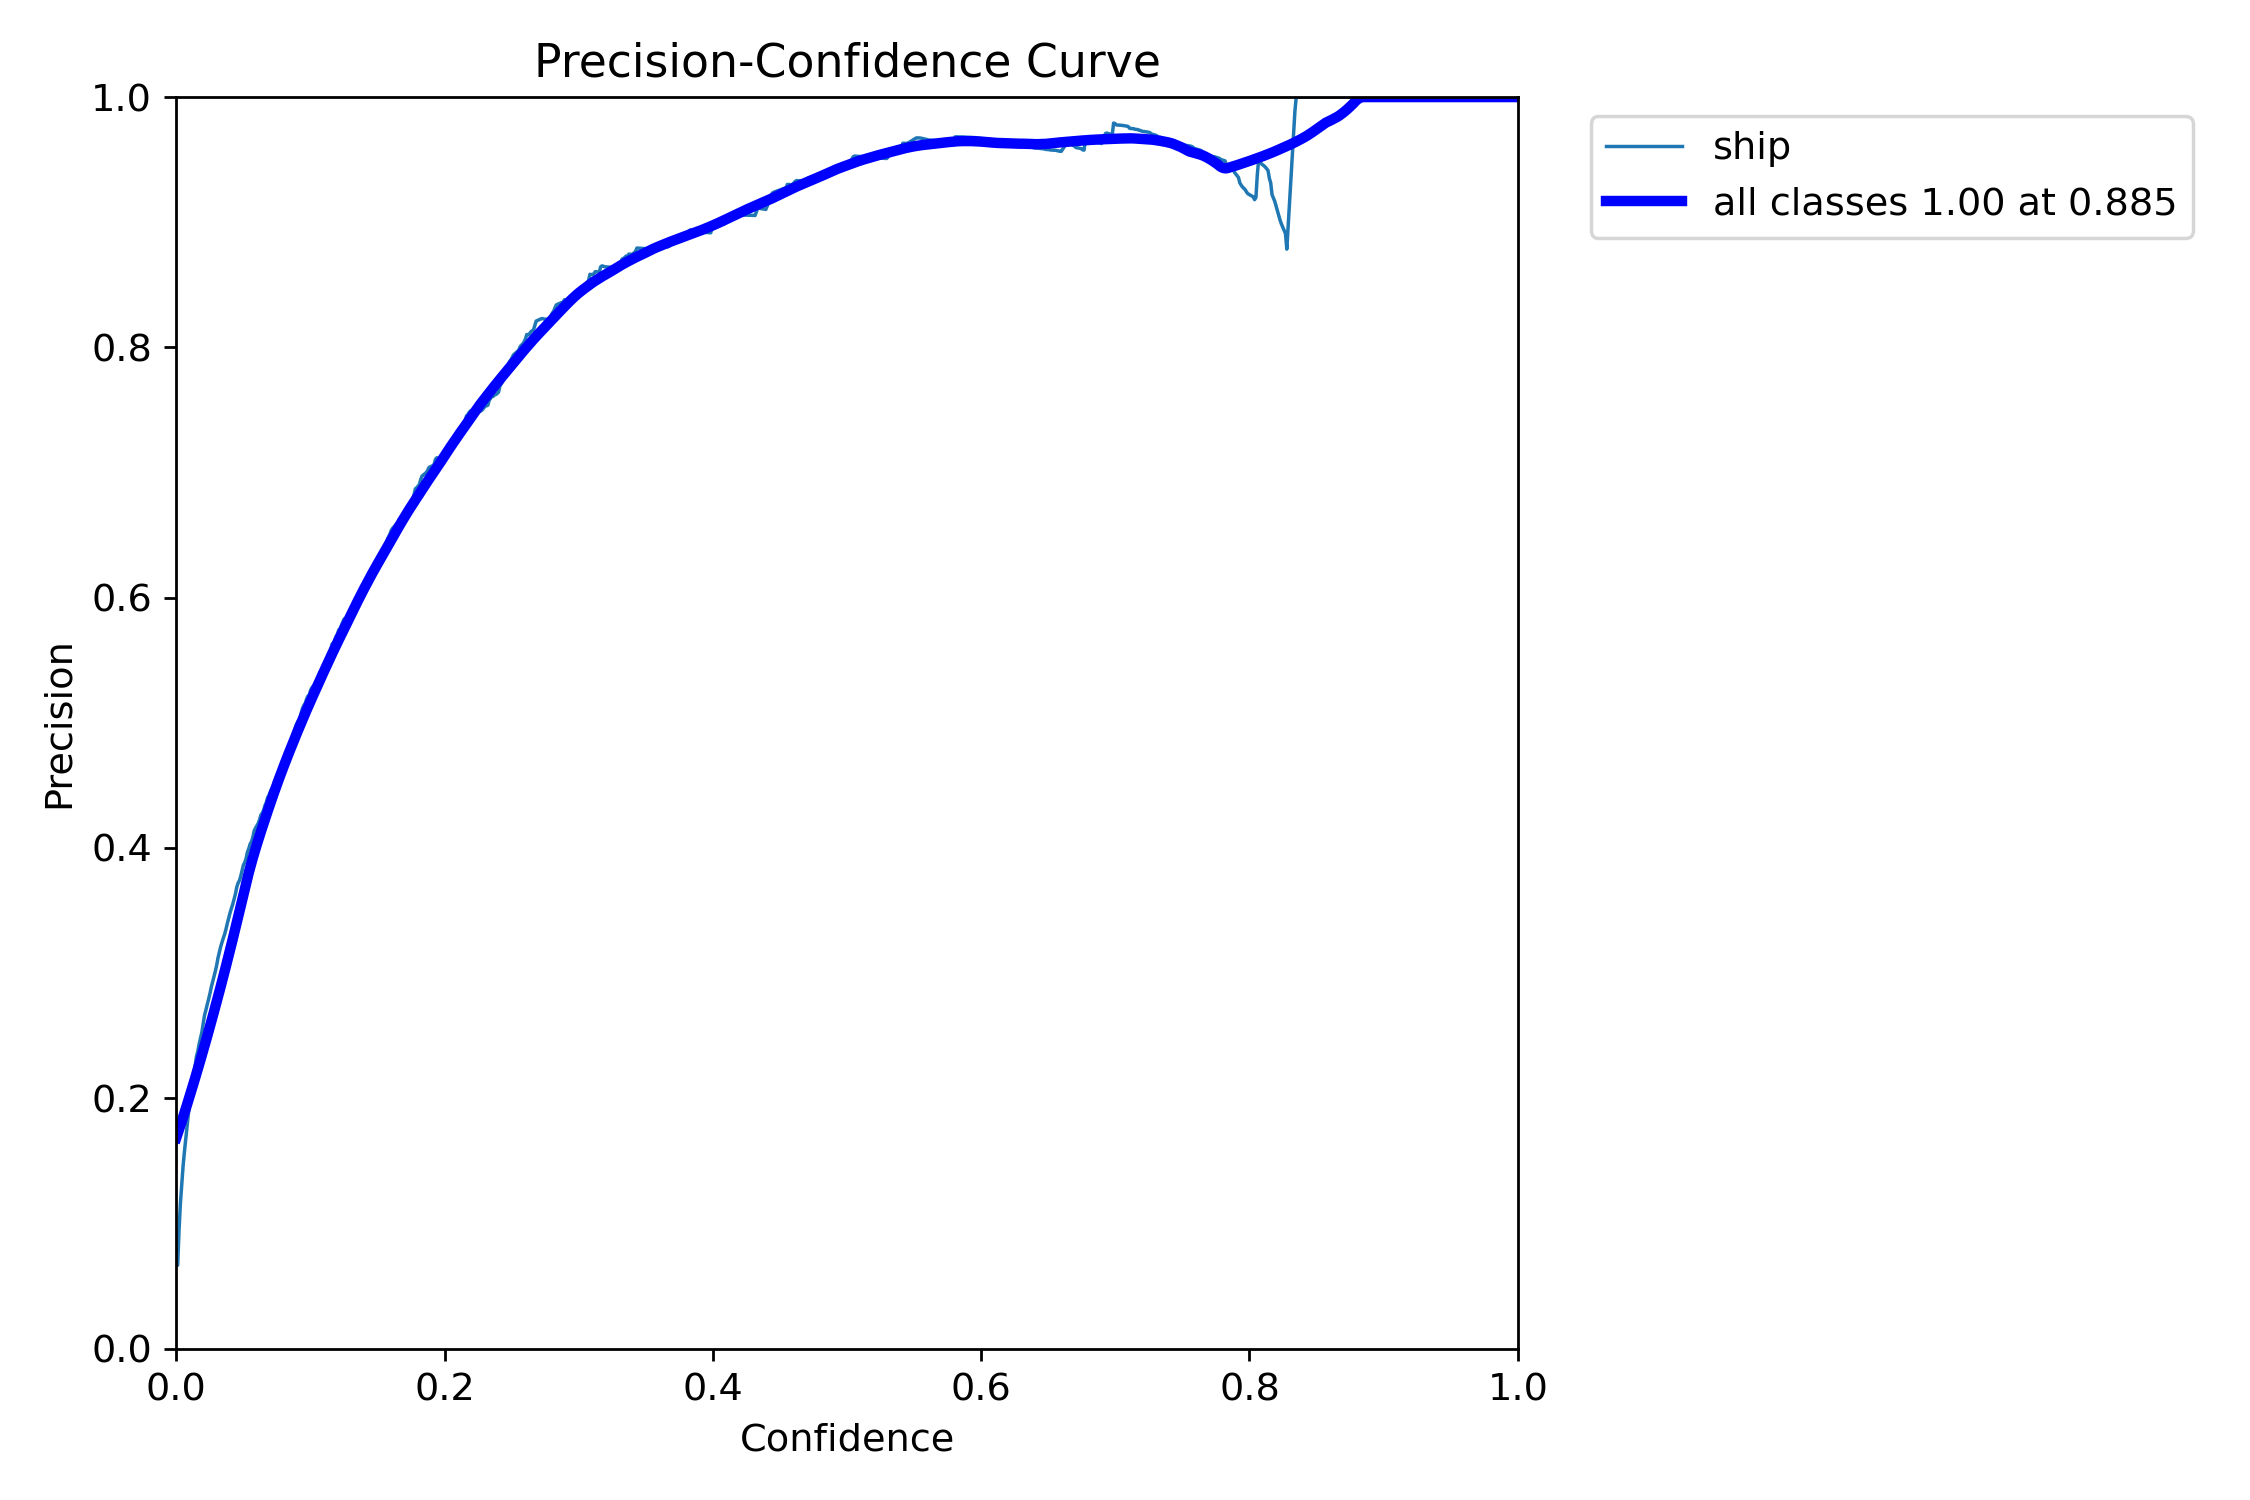 Precision-Confidence Curve
1.0
0.8
0.6
0.4
0.2
0.0
Precision
0.0 0.2 0.4 0.6 0.8 1.0
Confidence
ship
all classes 1.00 at 0.885